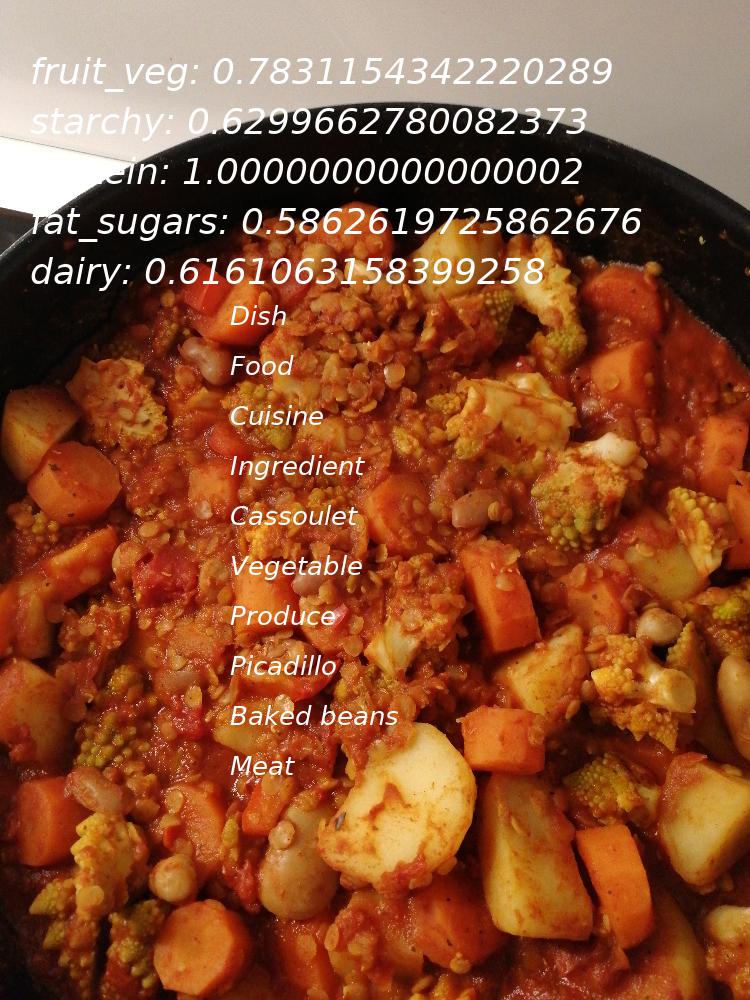 fruit_veg: 0.7831154342220289
starchy: 0.6299662780082373
protein: 1.0000000000000002
fat_sugars: 0.5862619725862676
dairy: 0.6161063158399258
Dish
Food
Cuisine
Ingredient
Cassoulet
Vegetable
Produce
Picadillo
Baked beans
Meat